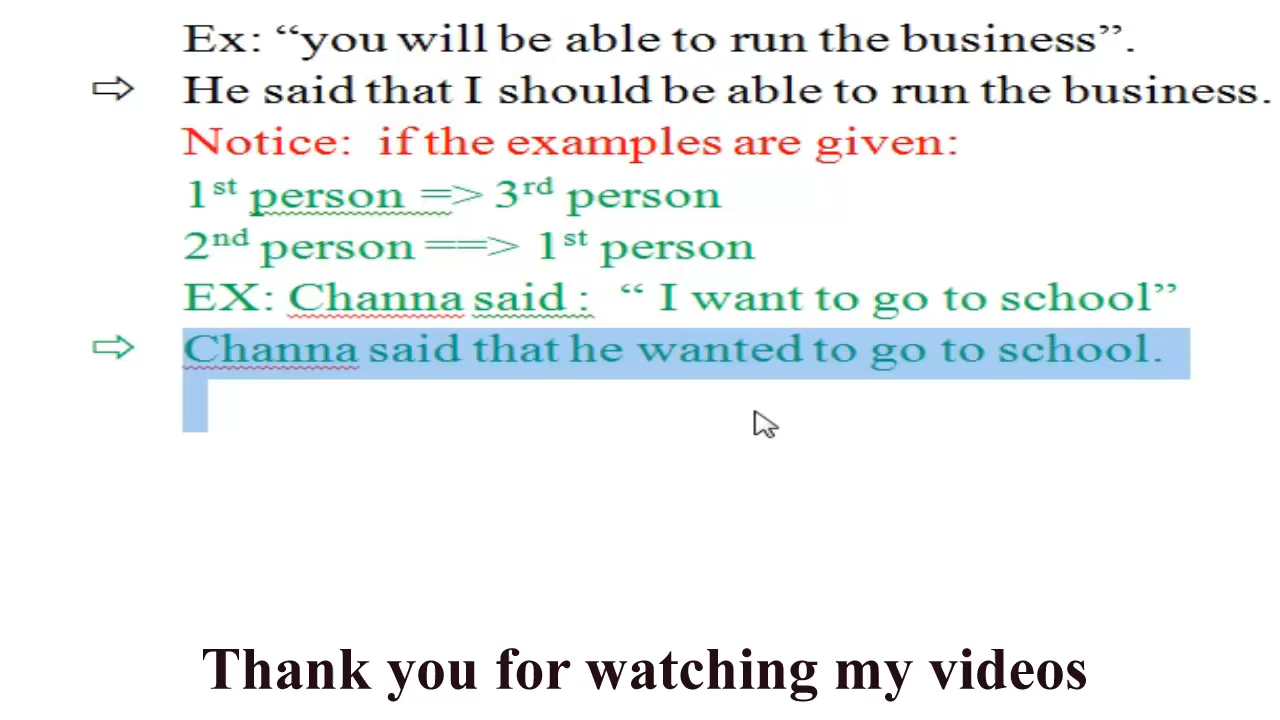 Ex: “you will be able to run the business”.
⇨ He said that I should be able to run the business.
Notice: if the examples are given:
1st person => 3rd person
2nd person ==> 1st person
EX: Channa said : “ I want to go to school”
⇨ Channa said that he wanted to go to school.
Thank you for watching my videos